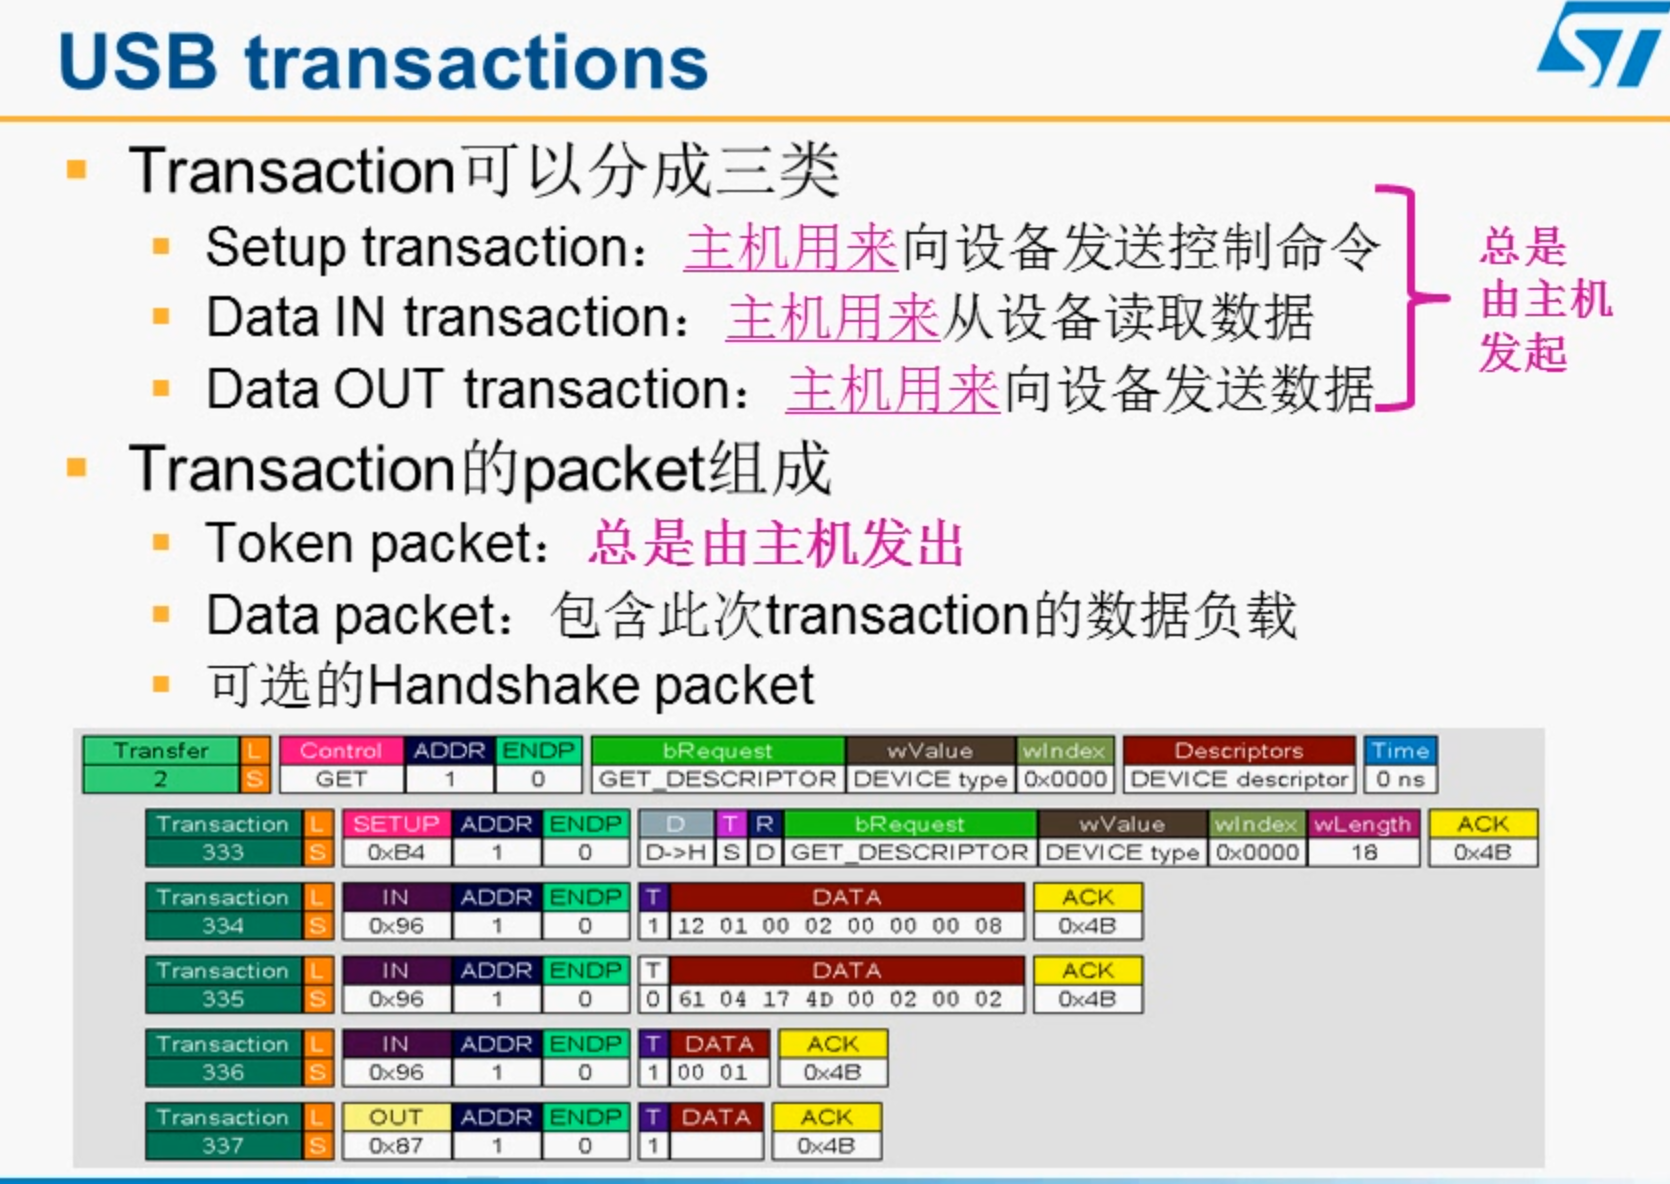 USB transactions
ST
Transaction可以分成三类
Setup transaction：主机用来向设备发送控制命令
Data IN transaction：主机用来从设备读取数据
Data OUT transaction：主机用来向设备发送数据
总是
由主机
发起
Transaction的packet组成
Token packet：总是由主机发出
Data packet：包含此次transaction的数据负载
可选的Handshake packet
Transfer L Control ADDR ENDP bRequest wValue wIndex Descriptors Time
2 S GET 1 0 GET_DESCRIPTOR DEVICE type 0x0000 DEVICE descriptor 0 ns
Transaction L SETUP ADDR ENDP D T R bRequest wValue wIndex wLength ACK
333 S 0xB4 1 0 D->H S D GET_DESCRIPTOR DEVICE type 0x0000 18 0x4B
Transaction L IN ADDR ENDP T DATA ACK
334 S 0x96 1 0 1 12 01 00 02 00 00 00 08 0x4B
Transaction L IN ADDR ENDP T DATA ACK
335 S 0x96 1 0 0 61 04 17 4D 00 02 00 02 0x4B
Transaction L IN ADDR ENDP T DATA ACK
336 S 0x96 1 0 1 00 01 0x4B
Transaction L OUT ADDR ENDP T DATA ACK
337 S 0x87 1 0 1 0x4B